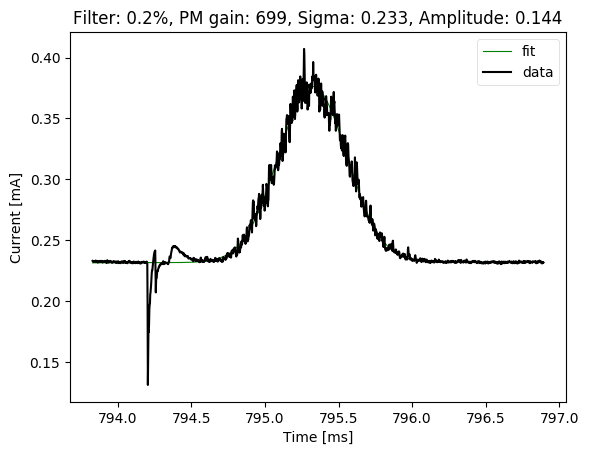 Filter: 0.2%, PM gain: 699, Sigma: 0.233, Amplitude: 0.144
fit
data
0.40
0.35
0.30
0.25
0.20
0.15
Current [mA]
794.0 794.5 795.0 795.5 796.0 796.5 797.0
Time [ms]